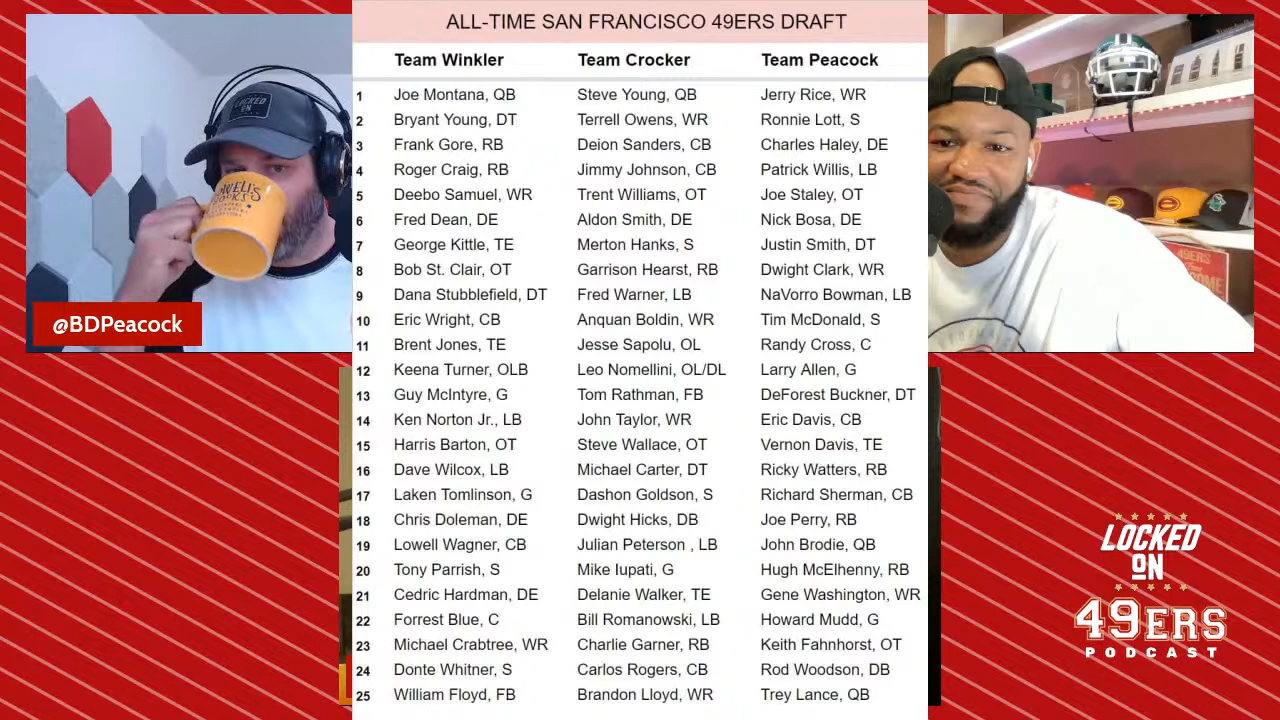 ALL-TIME SAN FRANCISCO 49ERS DRAFT
Team Winkler Team Crocker Team Peacock
1 Joe Montana, QB Steve Young, QB Jerry Rice, WR
2 Bryant Young, DT Terrell Owens, WR Ronnie Lott, S
3 Frank Gore, RB Deion Sanders, CB Charles Haley, DE
4 Roger Craig, RB Jimmy Johnson, CB Patrick Willis, LB
5 Deebo Samuel, WR Trent Williams, OT Joe Staley, OT
6 Fred Dean, DE Aldon Smith, DE Nick Bosa, DE
7 George Kittle, TE Merton Hanks, S Justin Smith, DT
8 Bob St. Clair, OT Garrison Hearst, RB Dwight Clark, WR
9 Dana Stubblefield, DT Fred Warner, LB NaVorro Bowman, LB
10 Eric Wright, CB Anquan Boldin, WR Tim McDonald, S
11 Brent Jones, TE Jesse Sapolu, OL Randy Cross, C
12 Keena Turner, OLB Leo Nomellini, OL/DL Larry Allen, G
13 Guy McIntyre, G Tom Rathman, FB DeForest Buckner, DT
14 Ken Norton Jr., LB John Taylor, WR Eric Davis, CB
15 Harris Barton, OT Steve Wallace, OT Vernon Davis, TE
16 Dave Wilcox, LB Michael Carter, DT Ricky Watters, RB
17 Laken Tomlinson, G Dashon Goldson, S Richard Sherman, CB
18 Chris Doleman, DE Dwight Hicks, DB Joe Perry, RB
19 Lowell Wagner, CB Julian Peterson , LB John Brodie, QB
20 Tony Parrish, S Mike Iupati, G Hugh McElhenny, RB
21 Cedric Hardman, DE Delanie Walker, TE Gene Washington, WR
22 Forrest Blue, C Bill Romanowski, LB Howard Mudd, G
23 Michael Crabtree, WR Charlie Garner, RB Keith Fahnhorst, OT
24 Donte Whitner, S Carlos Rogers, CB Rod Woodson, DB
25 William Floyd, FB Brandon Lloyd, WR Trey Lance, QB
LOCKED
ON
@BDPeacock
49ERS
LOCKED
ON
49ERS
PODCAST